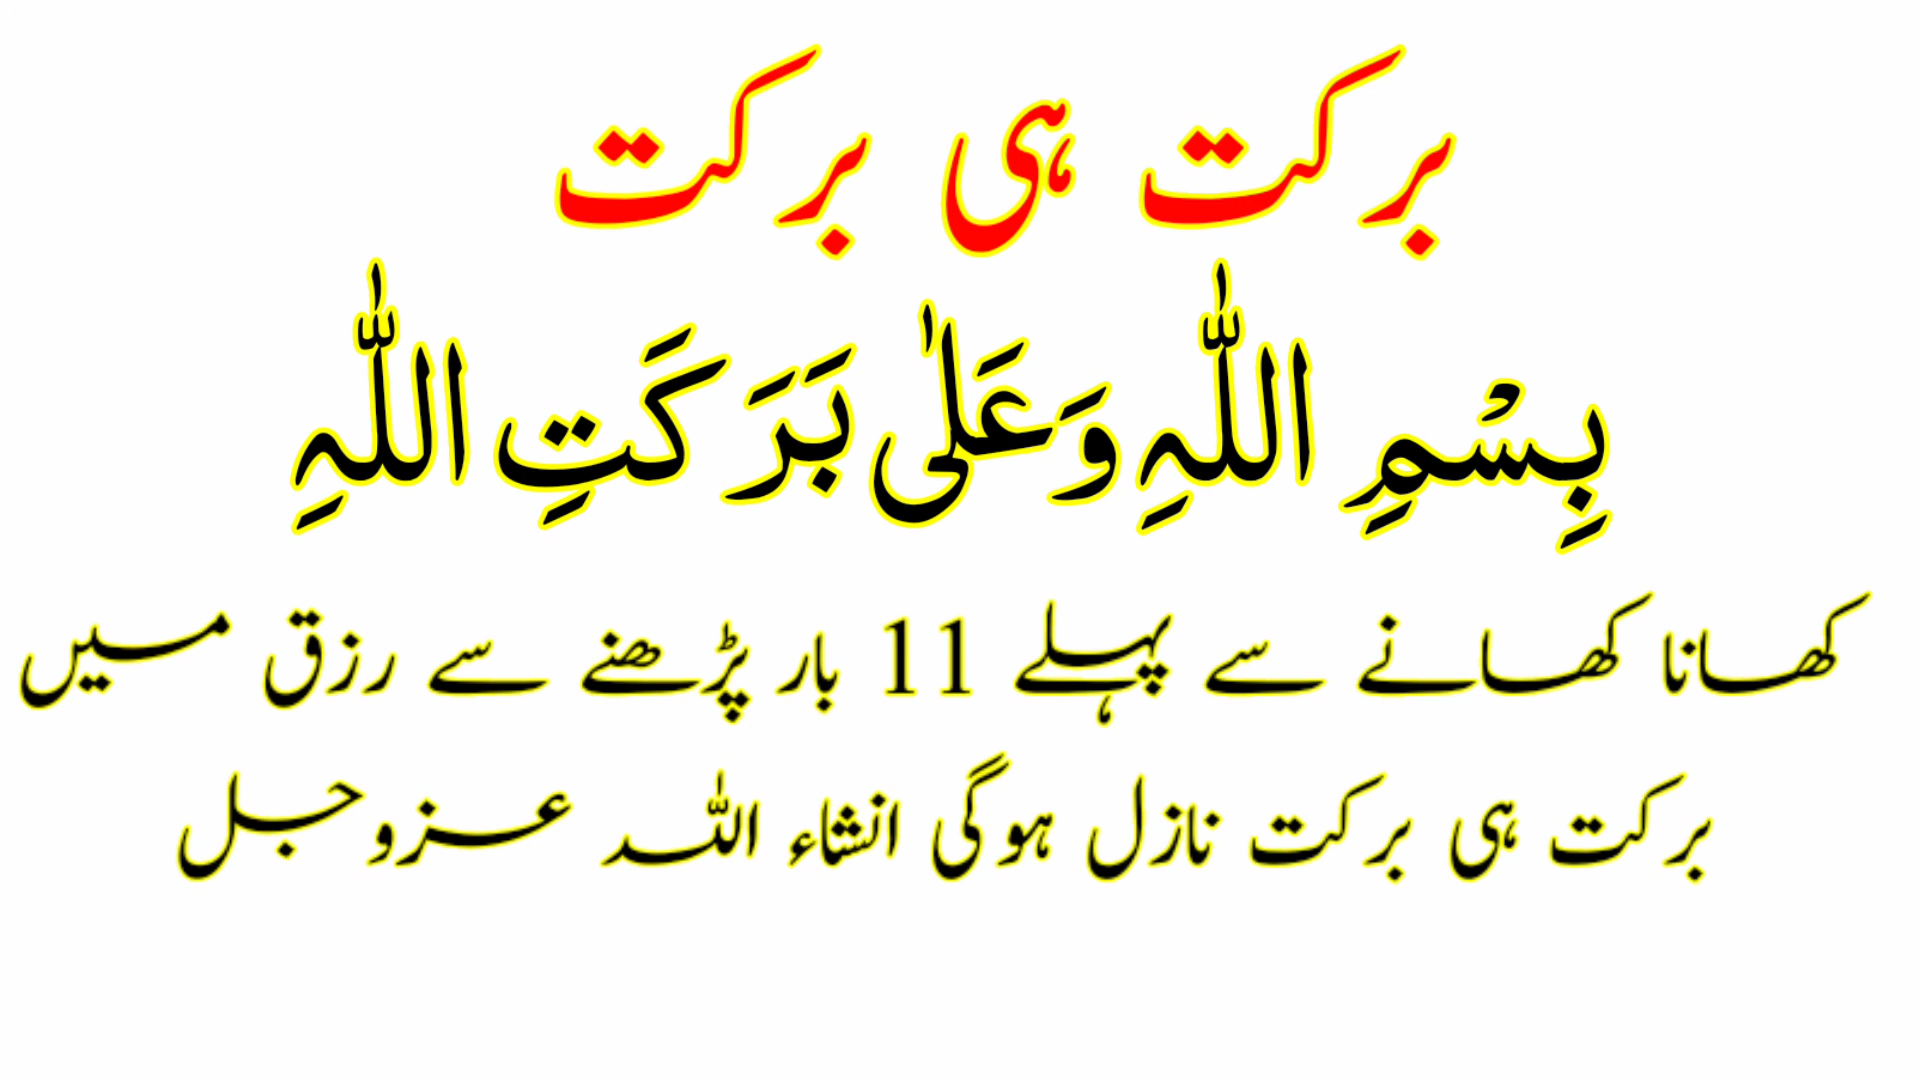 برکت ہی برکت
بِسْمِ اللّٰہِ وَعَلٰی بَرَکَتِ اللّٰہِ
کھانا کھانے سے پہلے 11 بار پڑھنے سے رزق میں
برکت ہی برکت نازل ہوگی انشاء اللہ عزوجل